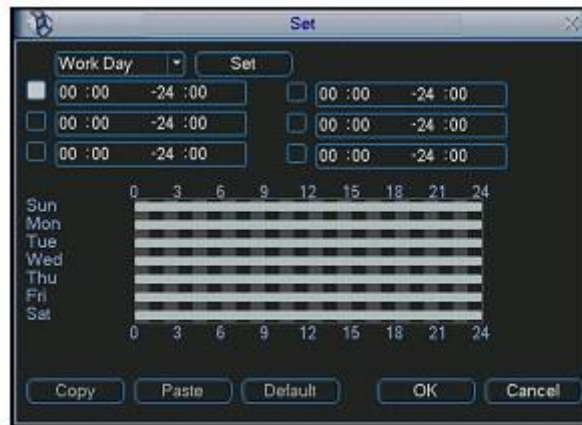 Set
Work Day Set
00 :00 -24 :00 00 :00 -24 :00
00 :00 -24 :00 00 :00 -24 :00
00 :00 -24 :00 00 :00 -24 :00
0 3 6 9 12 15 18 21 24
Sun
Mon
Tue
Wed
Thu
Fri
Sat
0 3 6 9 12 15 18 21 24
Copy Paste Default OK Cancel